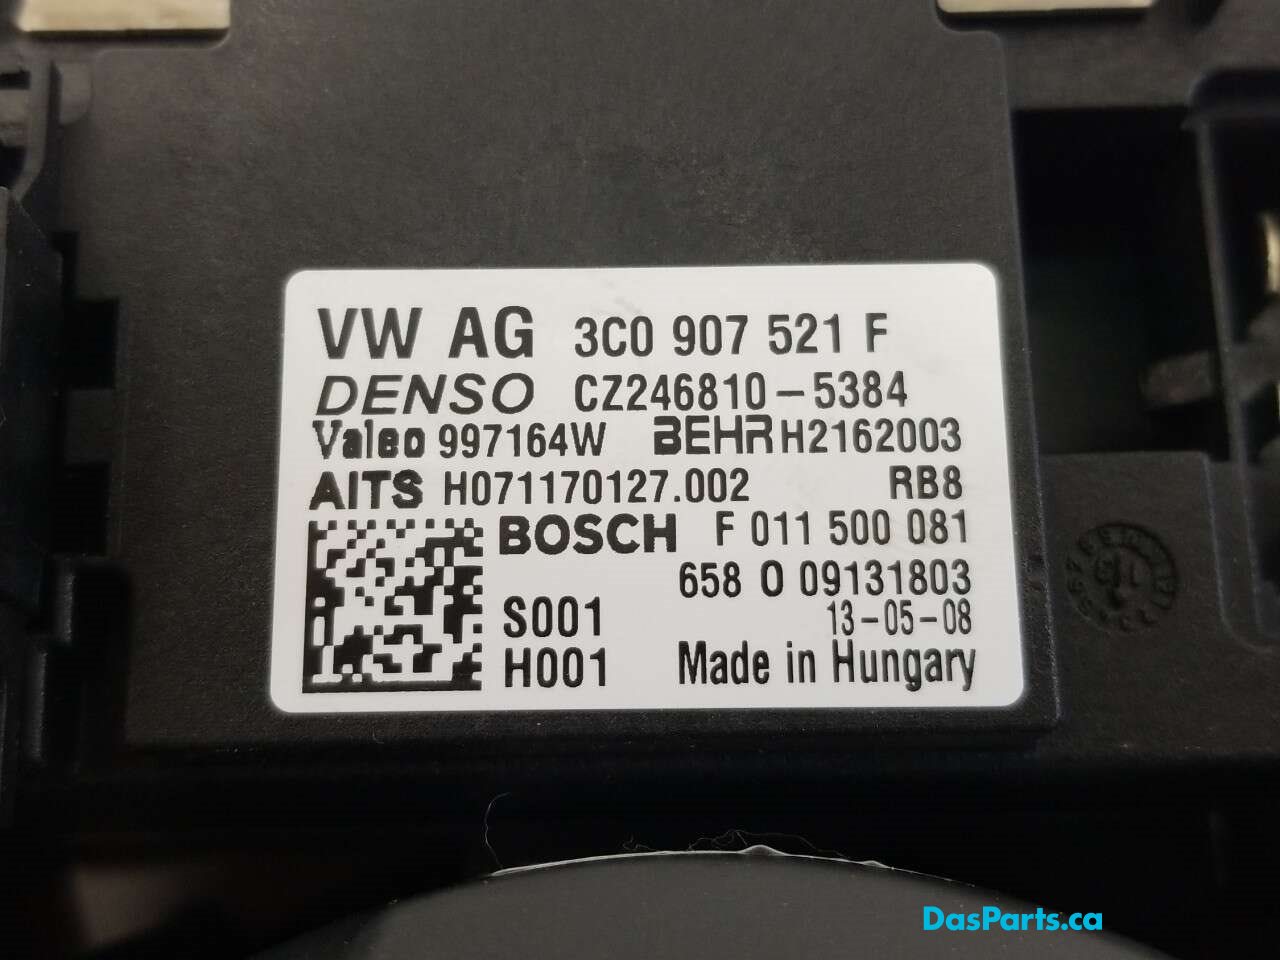 VW AG 3C0 907 521 F
DENSO CZ246810-5384
Valeo 997164W BEHR H2162003
AITS H071170127.002 RB8
BOSCH F 011 500 081
658 0 09131803
S001 13-05-08
H001 Made in Hungary
DasParts.ca